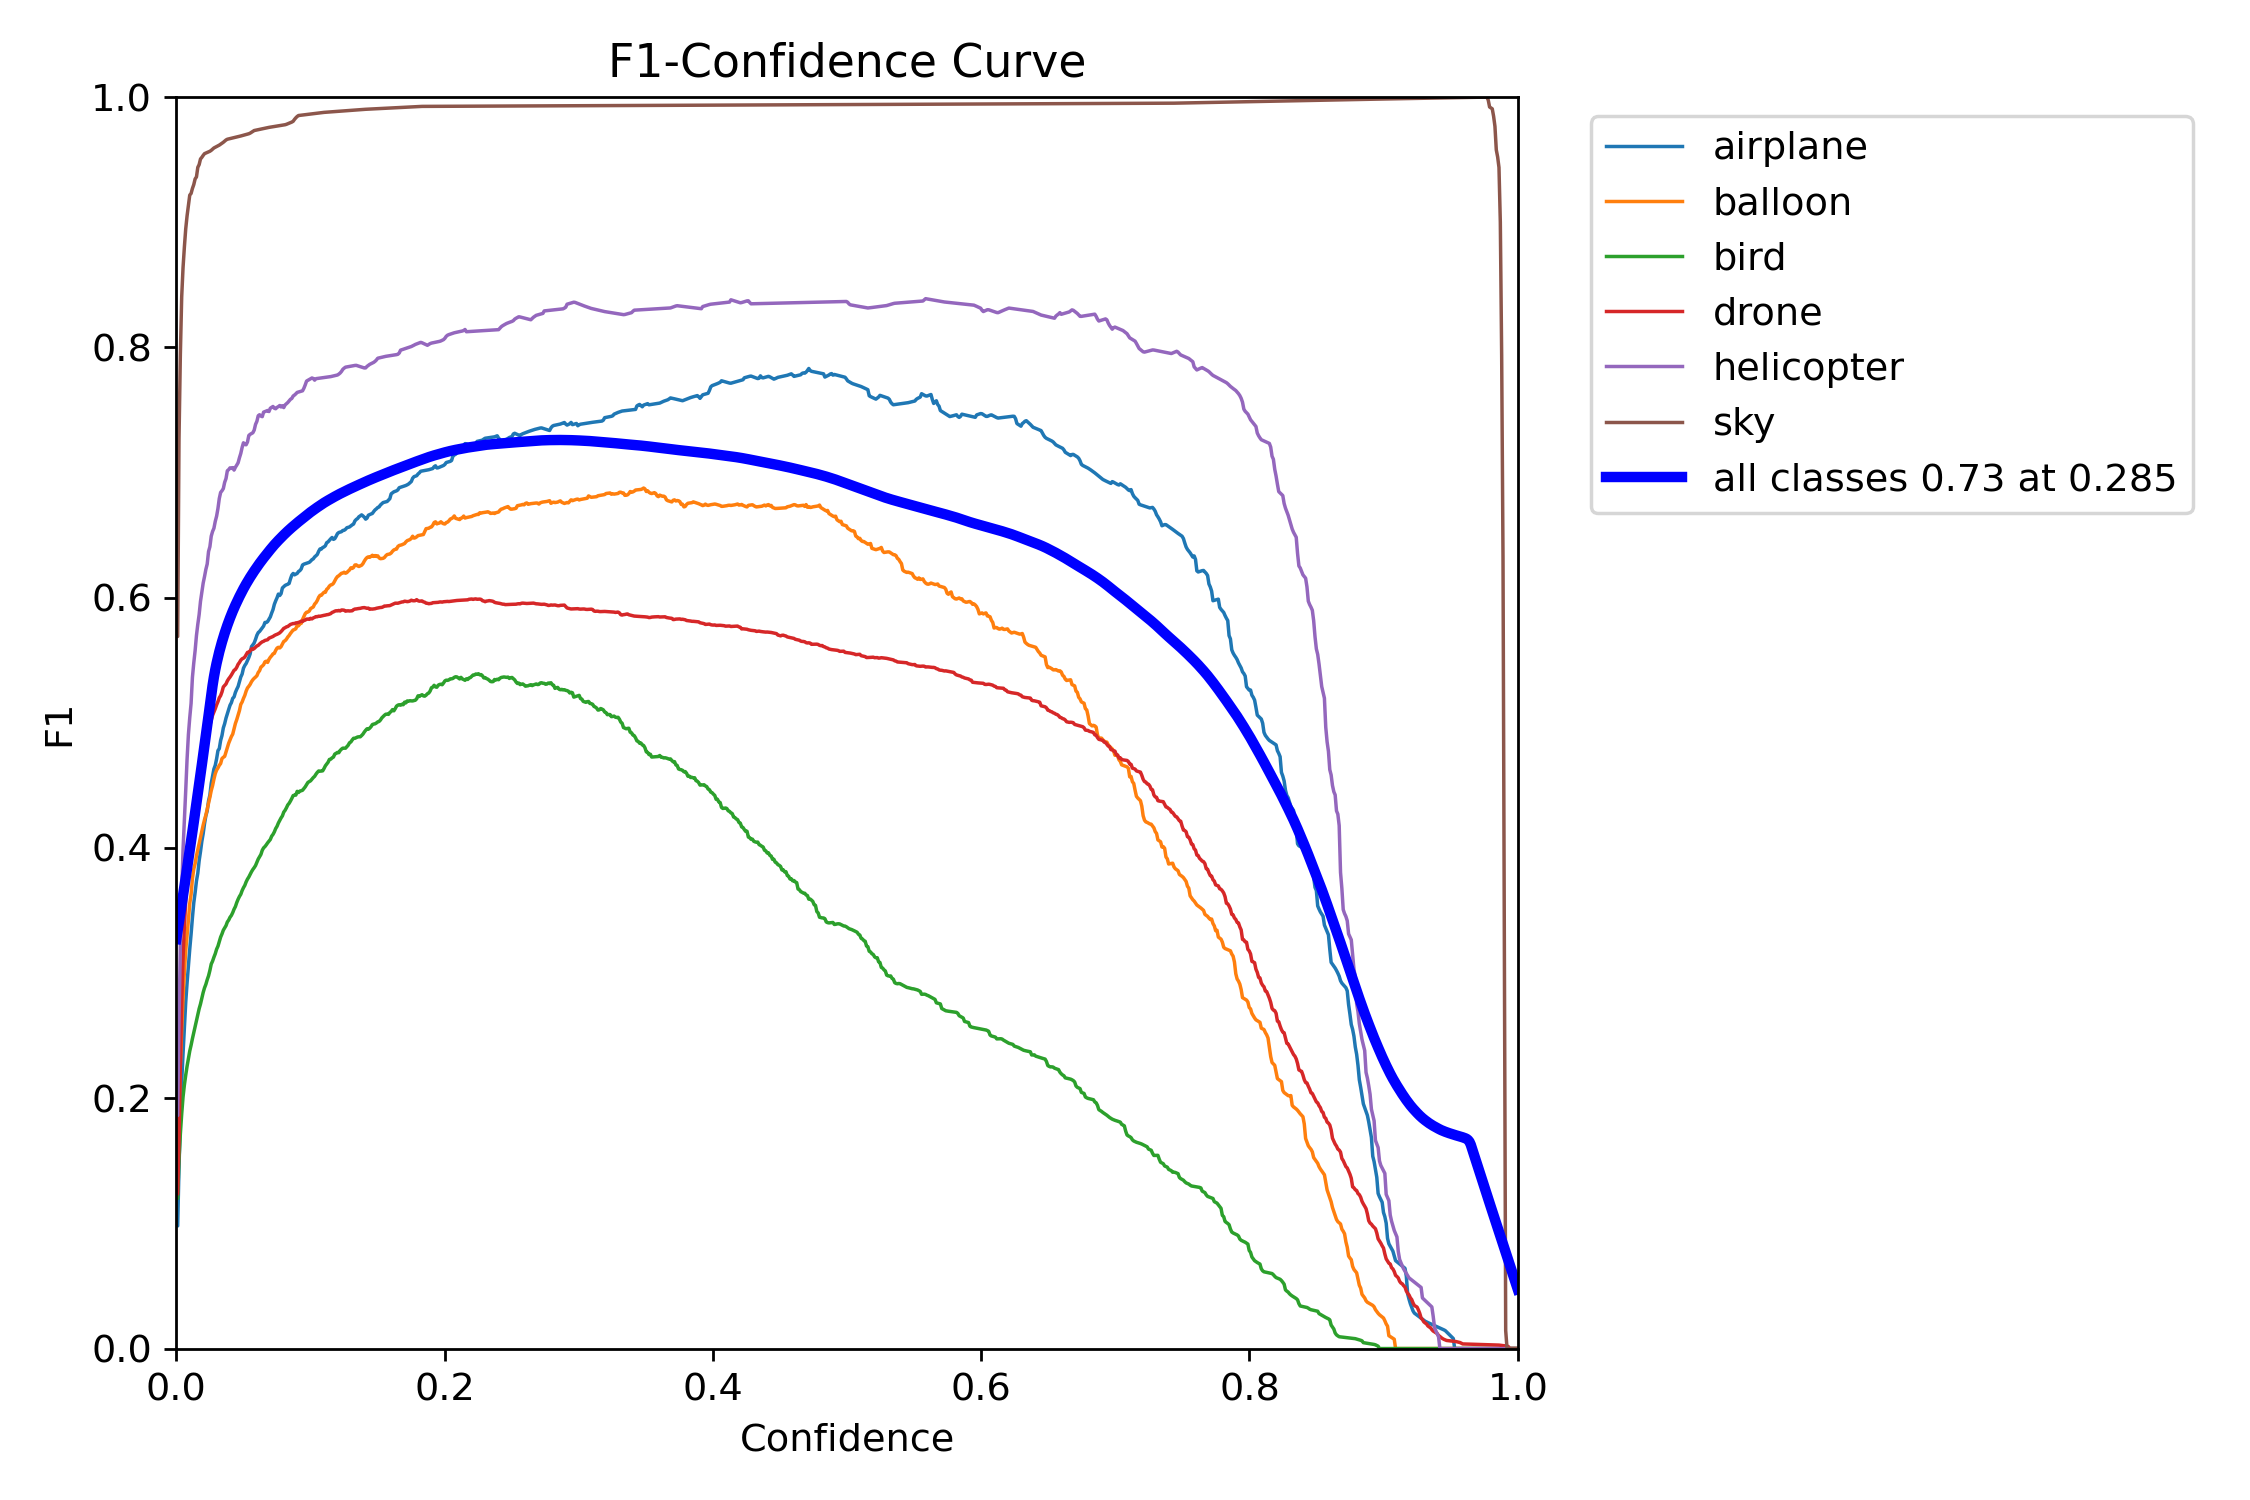 F1-Confidence Curve
1.0
0.8
0.6
0.4
0.2
0.0
F1
0.0 0.2 0.4 0.6 0.8 1.0
Confidence
airplane
balloon
bird
drone
helicopter
sky
all classes 0.73 at 0.285